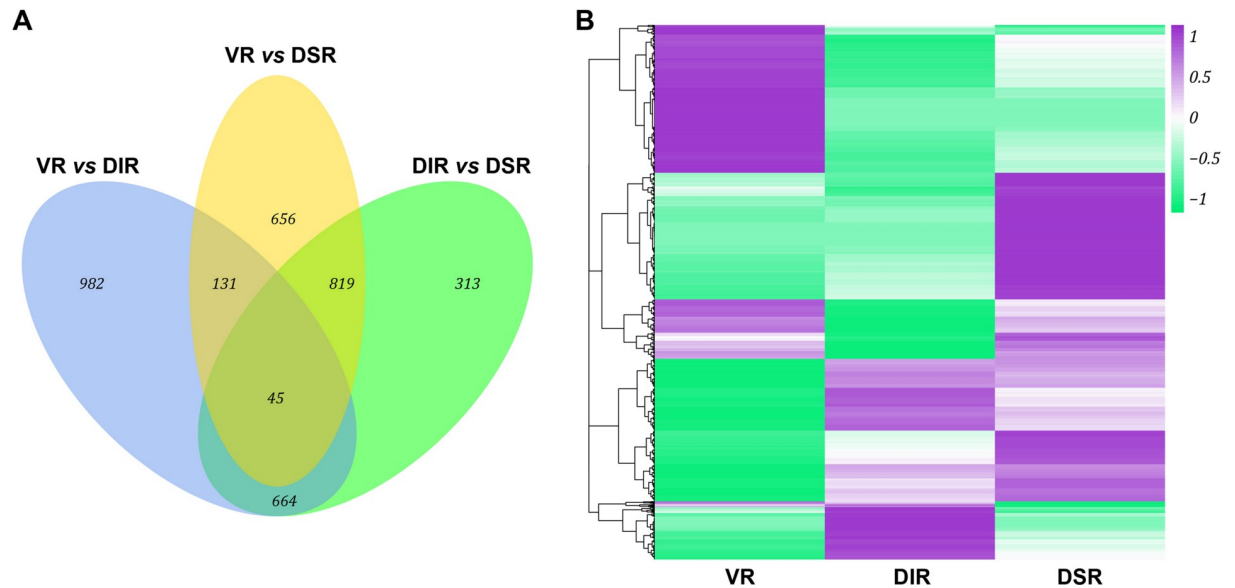 A
VR vs DSR
VR vs DIR
DIR vs DSR
656
982
131
819
313
45
664
B
1
0.5
0
−0.5
−1
VR
DIR
DSR